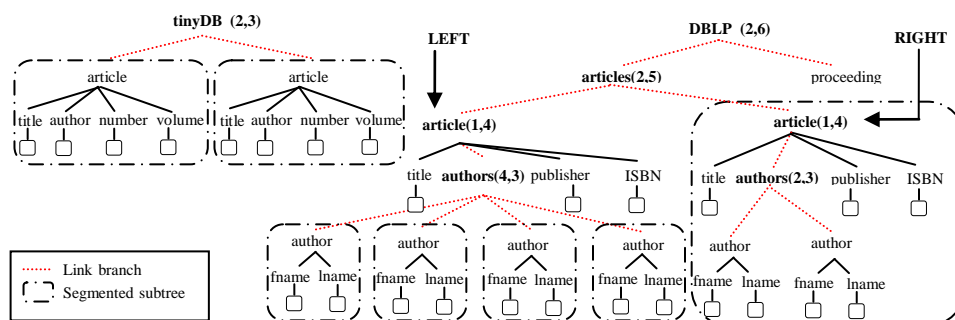 tinyDB (2,3)
DBLP (2,6)
LEFT
RIGHT
article
article
articles(2,5)
proceeding
title author number volume
title author number volume
article(1,4)
article(1,4)
title authors(4,3) publisher ISBN
title authors(2,3) publisher ISBN
author
author
author
author
author
author
fname lname
fname lname
fname lname
fname lname
fname lname
fname lname
Link branch
Segmented subtree